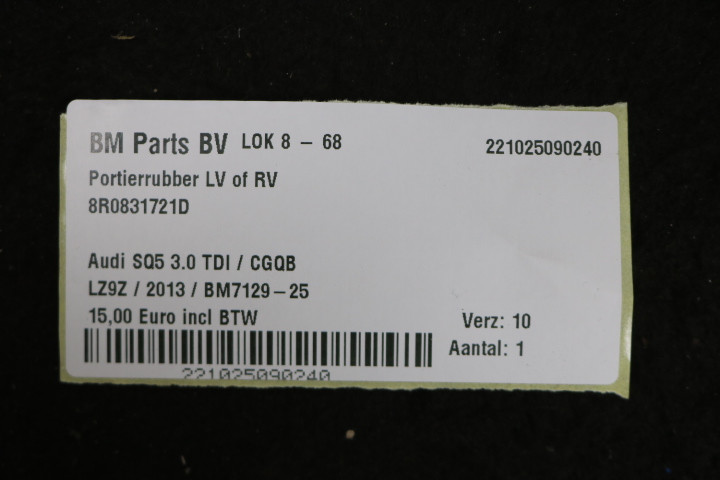 BM Parts BV LOK 8 - 68 221025090240
Portierrubber LV of RV
8R0831721D
Audi SQ5 3.0 TDI / CGQB
LZ9Z / 2013 / BM7129-25
15,00 Euro incl BTW Verz: 10
Aantal: 1
221025090240